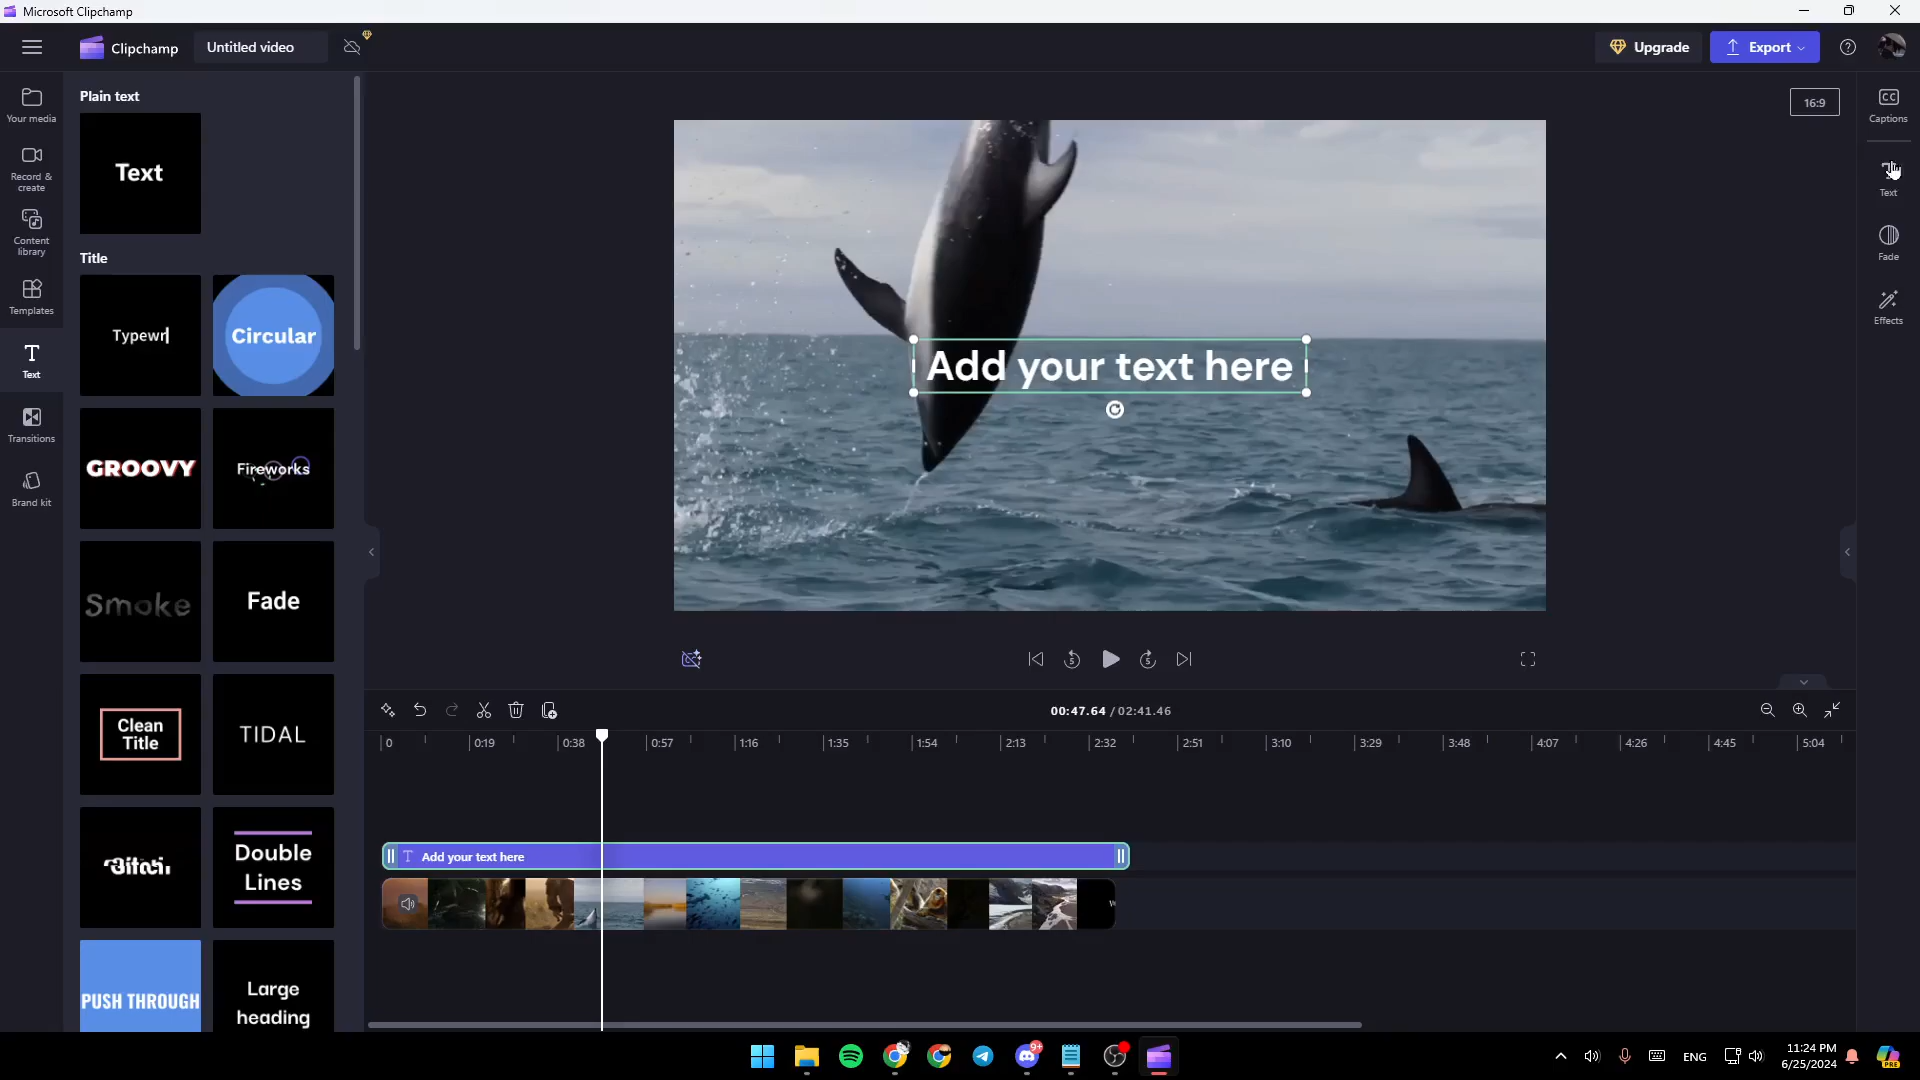 Microsoft Clipchamp
Clipchamp
Untitled video
Upgrade
Export
Your media
Record & create
Content library
Templates
Text
Transitions
Brand kit
Plain text
Text
Title
Typewr
Circular
GROOVY
Fireworks
Smoke
Fade
Clean
Title
TIDAL
Glitch
Double
Lines
PUSH THROUGH
Large
heading
16:9
Add your text here
CC
Captions
Text
Fade
Effects
00:47.64 / 02:41.46
0 0:19 0:38 0:57 1:16 1:35 1:54 2:13 2:32 2:51 3:10 3:29 3:48 4:07 4:26 4:45 5:04
T Add your text here
9+
ENG
11:24 PM
6/25/2024
PRE